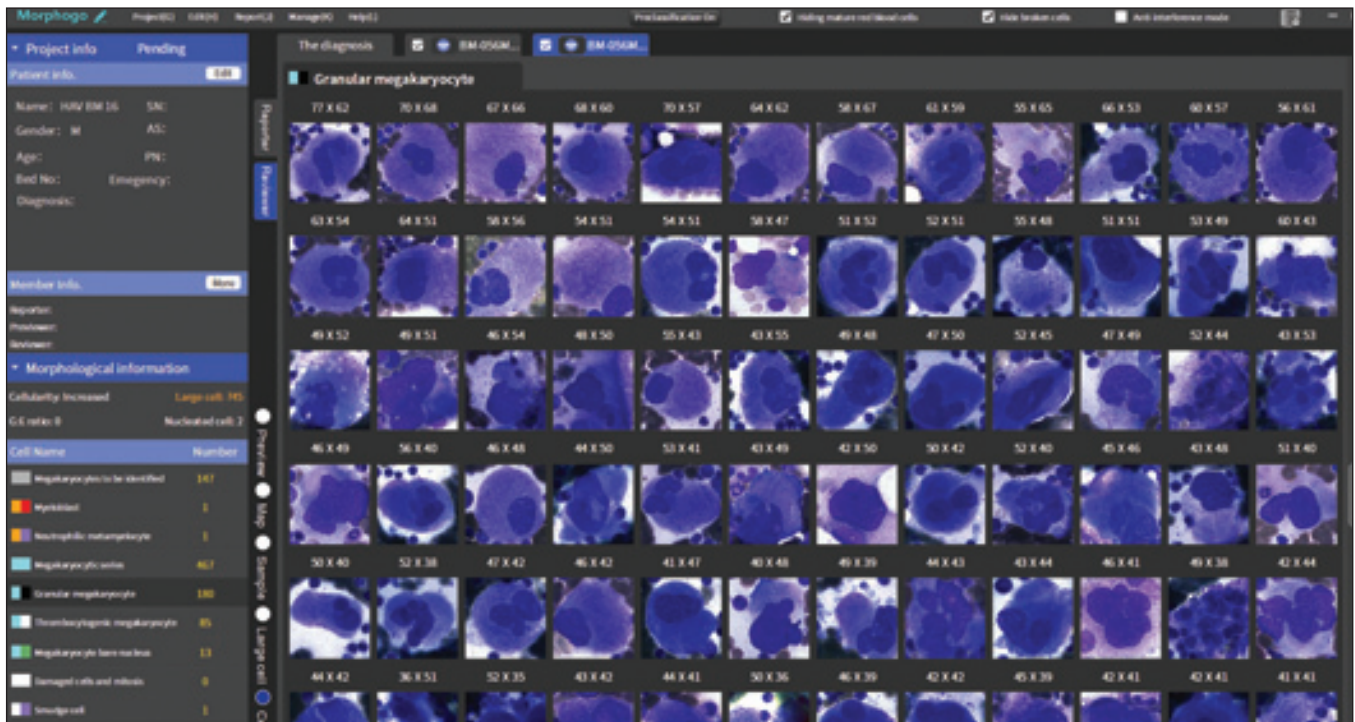 Morphogo Project(G) Edit(H) Report(J) Manage(K) Help(L) Preclassification On Hiding mature red blood cells Hide broken cells Anti interference mode
Project info Pending
Patient info. Edit
Name: HAV BM 16 SN:
Gender: M AS:
Age: PN:
Bed No: Emegency:
Diagnosis:
Member info. More
Reporter:
Previewer:
Reviewer:
Morphological information
Cellularity: Increased Large cell: 745
G:E ratio: 0 Nucleated cell: 2
Cell Name Number
Megakaryocytes to be identified 147
Myeloblast 1
Neutrophilic metamyelocyte 1
Megakaryocytic series 467
Granular megakaryocyte 180
Thrombocytogenic megakaryocyte 85
Megakaryocyte bare nucleus 13
Damaged cells and mitosis 0
Smudge cell 1
Reporter
Reviewer
Preview
Map
Sample
Large cell
The diagnosis BM-056M... BM-056M...
Granular megakaryocyte
77 X 62 70 X 68 67 X 66 68 X 60 70 X 57 64 X 62 58 X 67 61 X 59 55 X 65 66 X 53 60 X 57 56 X 61
63 X 54 64 X 51 58 X 56 54 X 51 54 X 51 58 X 47 51 X 52 52 X 51 55 X 48 51 X 51 53 X 49 60 X 43
49 X 52 49 X 51 46 X 54 48 X 50 55 X 43 43 X 55 49 X 48 47 X 50 52 X 45 47 X 49 52 X 44 43 X 53
46 X 49 56 X 40 46 X 48 44 X 50 53 X 41 43 X 49 42 X 50 50 X 42 52 X 40 45 X 46 43 X 48 51 X 40
50 X 40 52 X 38 47 X 42 46 X 42 41 X 47 40 X 48 49 X 39 44 X 43 43 X 44 46 X 41 49 X 38 42 X 44
44 X 42 36 X 51 52 X 35 43 X 42 44 X 41 50 X 36 46 X 39 42 X 42 45 X 39 42 X 41 42 X 41 41 X 41